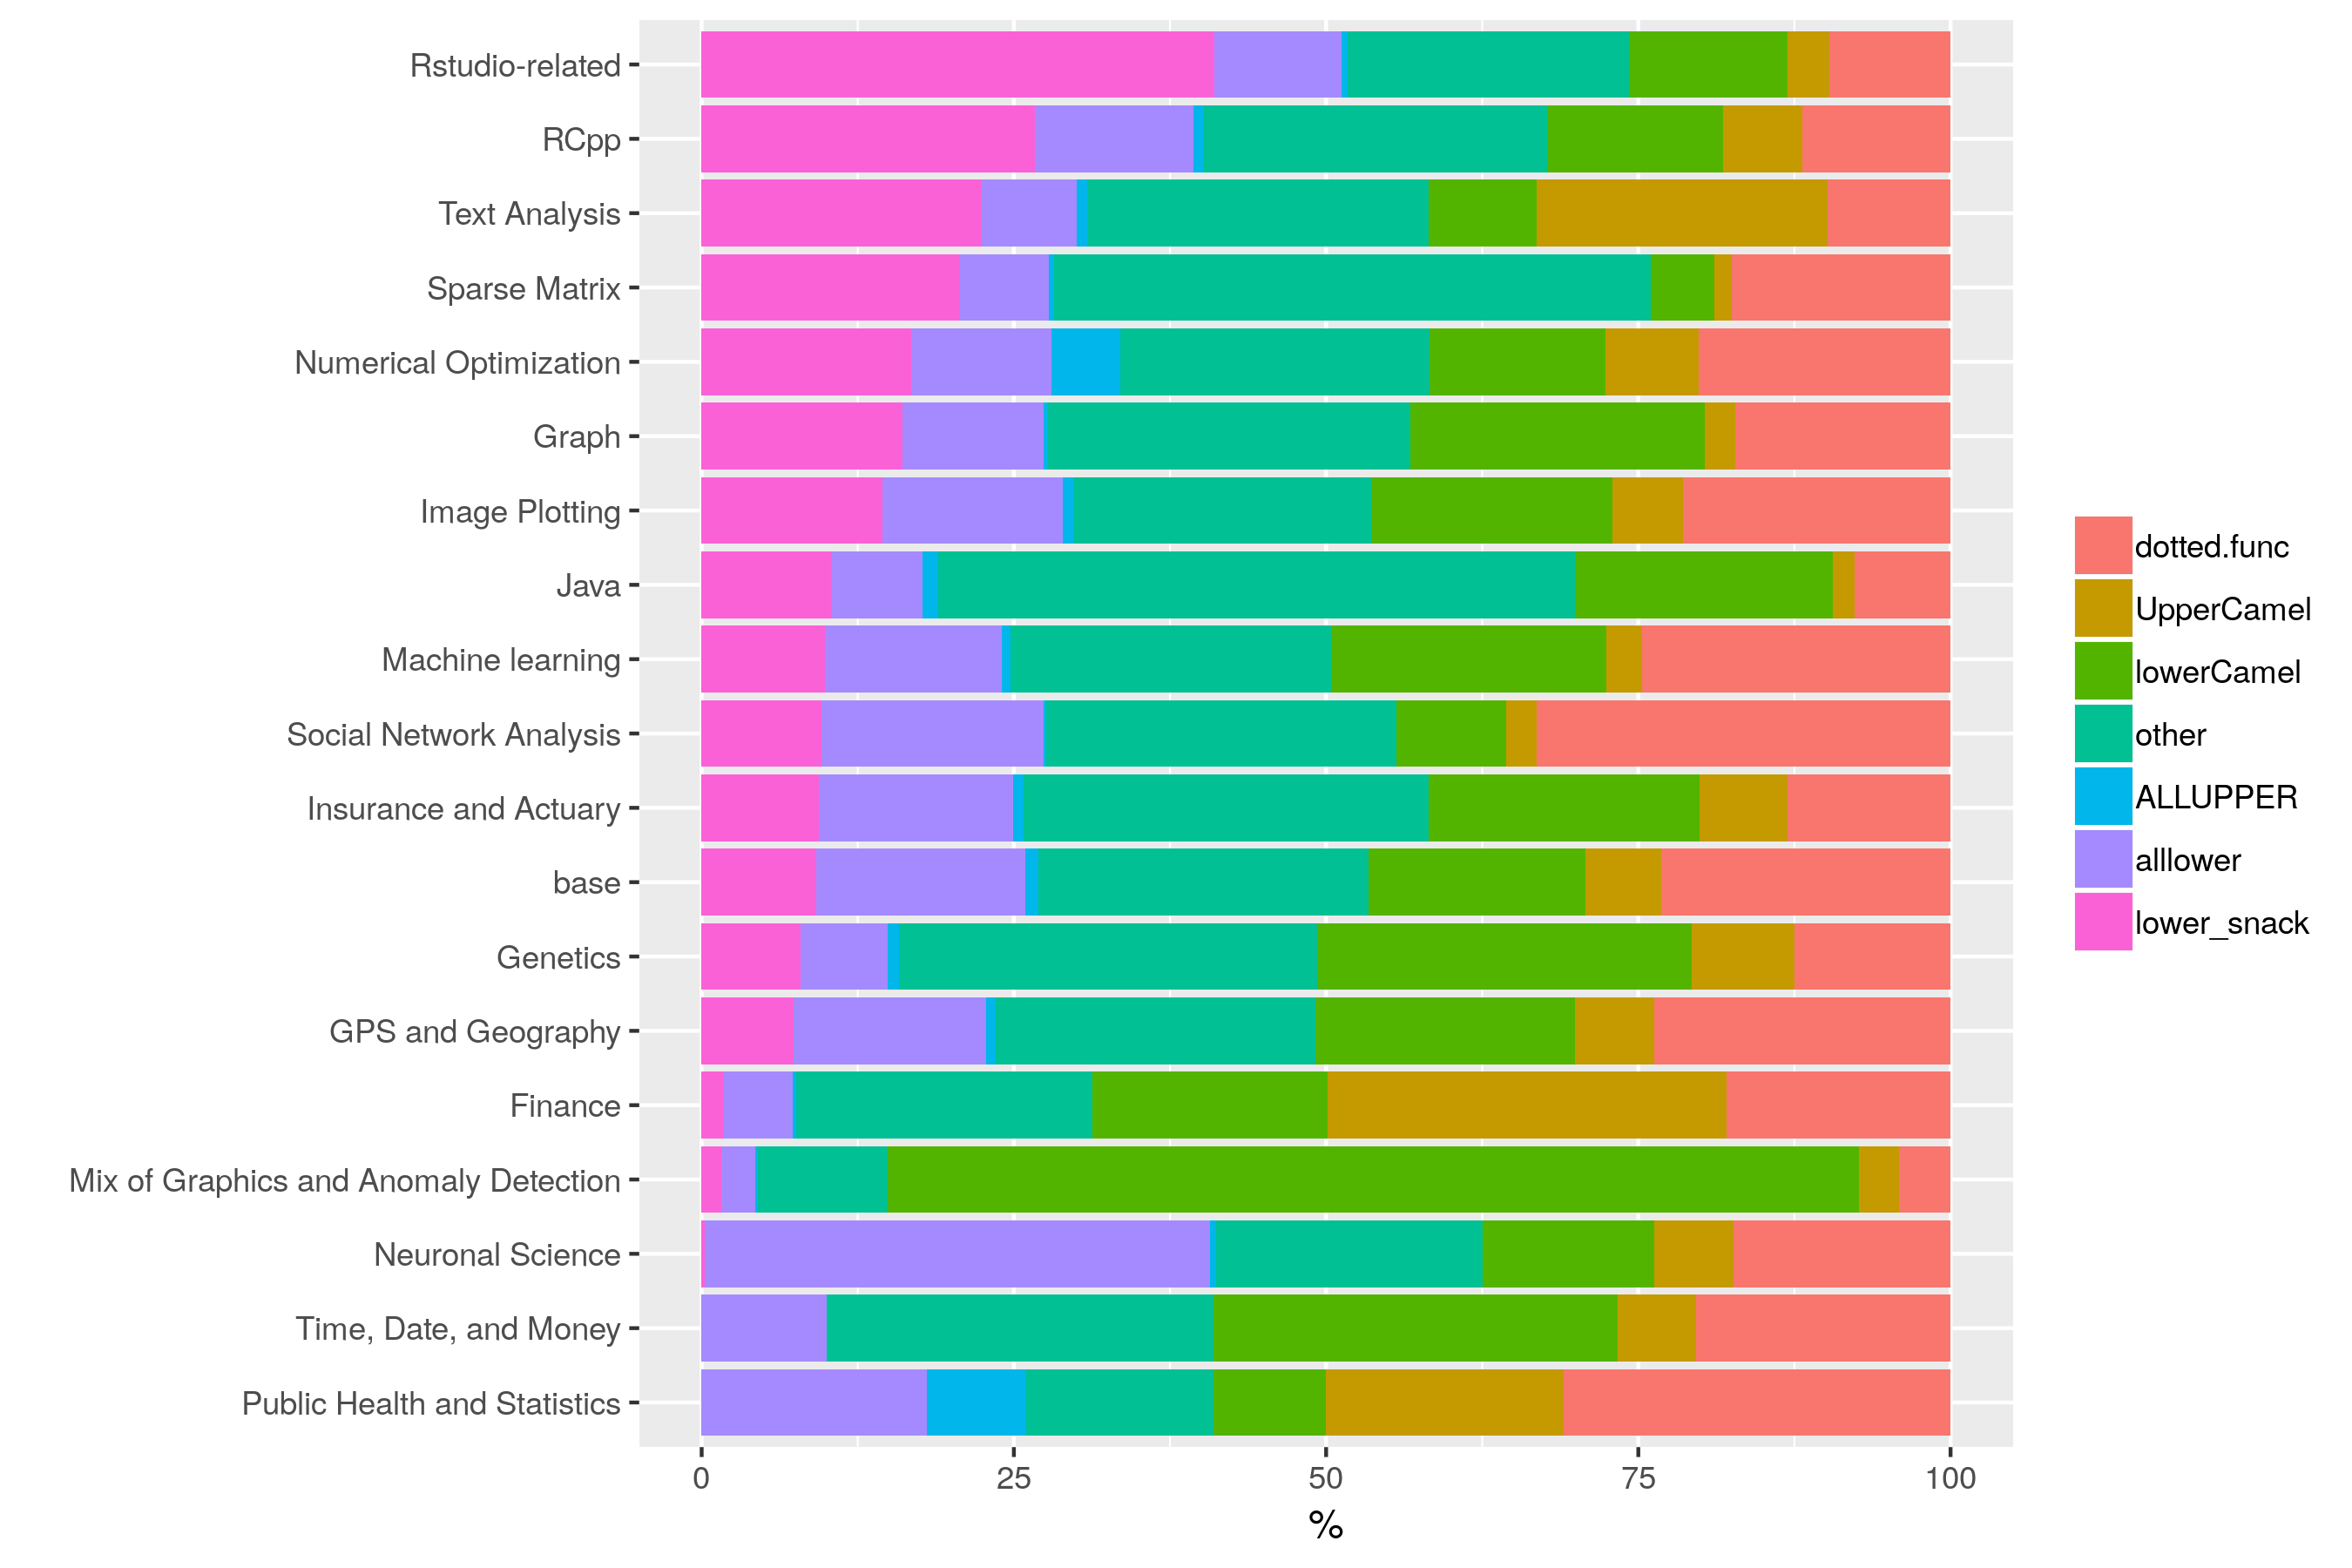 Rstudio-related
RCpp
Text Analysis
Sparse Matrix
Numerical Optimization
Graph
Image Plotting
Java
Machine learning
Social Network Analysis
Insurance and Actuary
base
Genetics
GPS and Geography
Finance
Mix of Graphics and Anomaly Detection
Neuronal Science
Time, Date, and Money
Public Health and Statistics
0 25 50 75 100
%
dotted.func
UpperCamel
lowerCamel
other
ALLUPPER
alllower
lower_snack